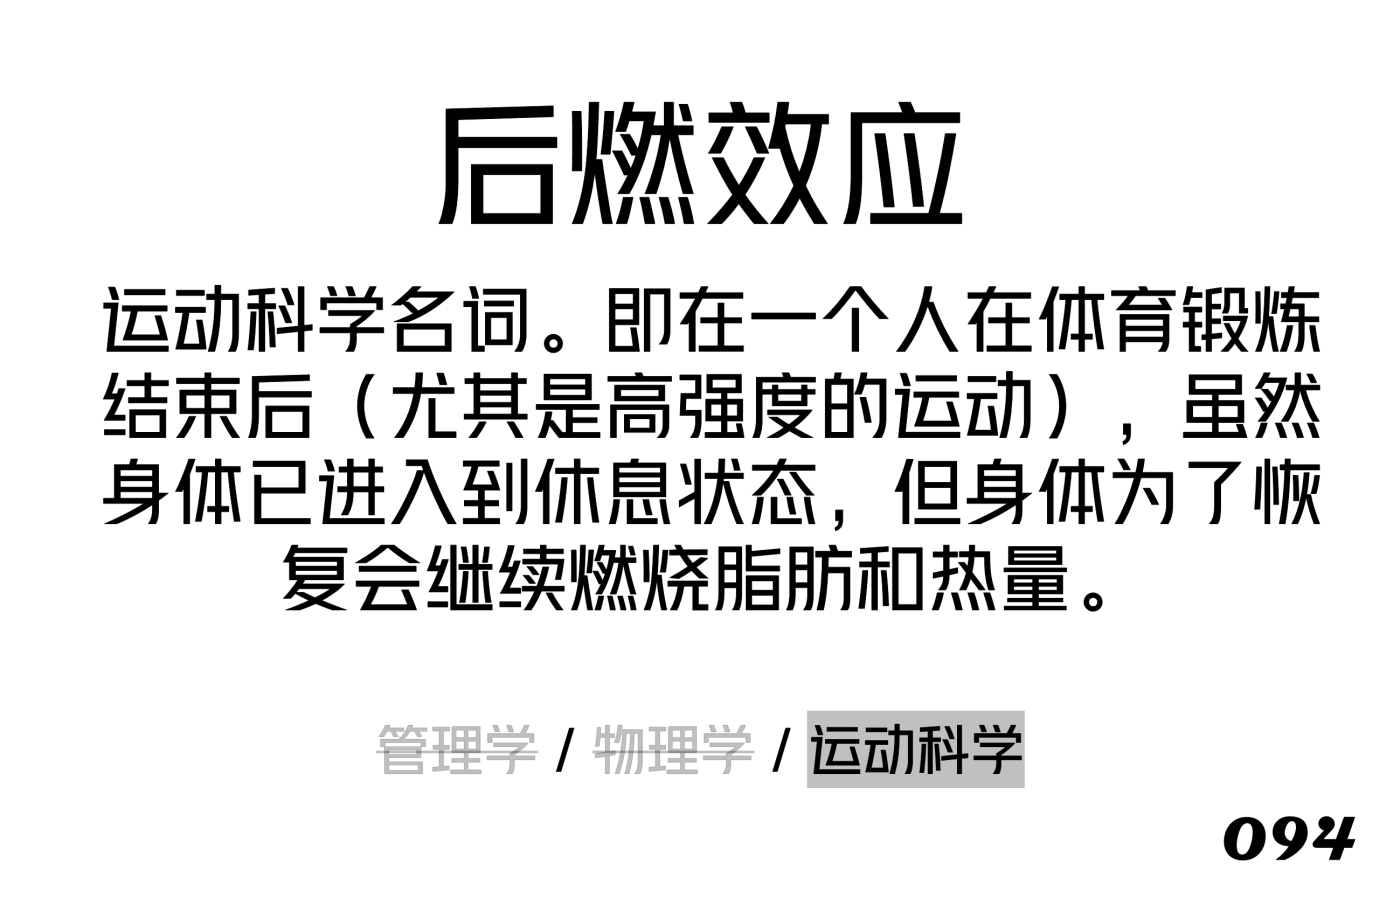 后燃效应
运动科学名词。即在一个人在体育锻炼
结束后（尤其是高强度的运动），虽然
身体已进入到休息状态，但身体为了恢
复会继续燃烧脂肪和热量。
管理学 / 物理学 / 运动科学
094